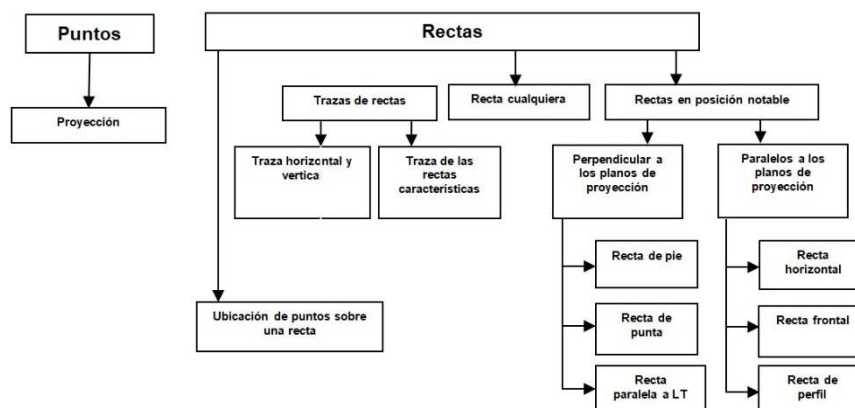 Puntos
Proyección
Rectas
Trazas de rectas
Recta cualquiera
Rectas en posición notable
Traza horizontal y
vertica
Traza de las
rectas
características
Perpendicular a
los planos de
proyección
Paralelos a los
planos de
proyección
Recta de pie
Recta de
punta
Recta
paralela a LT
Recta
horizontal
Recta frontal
Recta de
perfil
Ubicación de puntos sobre
una recta